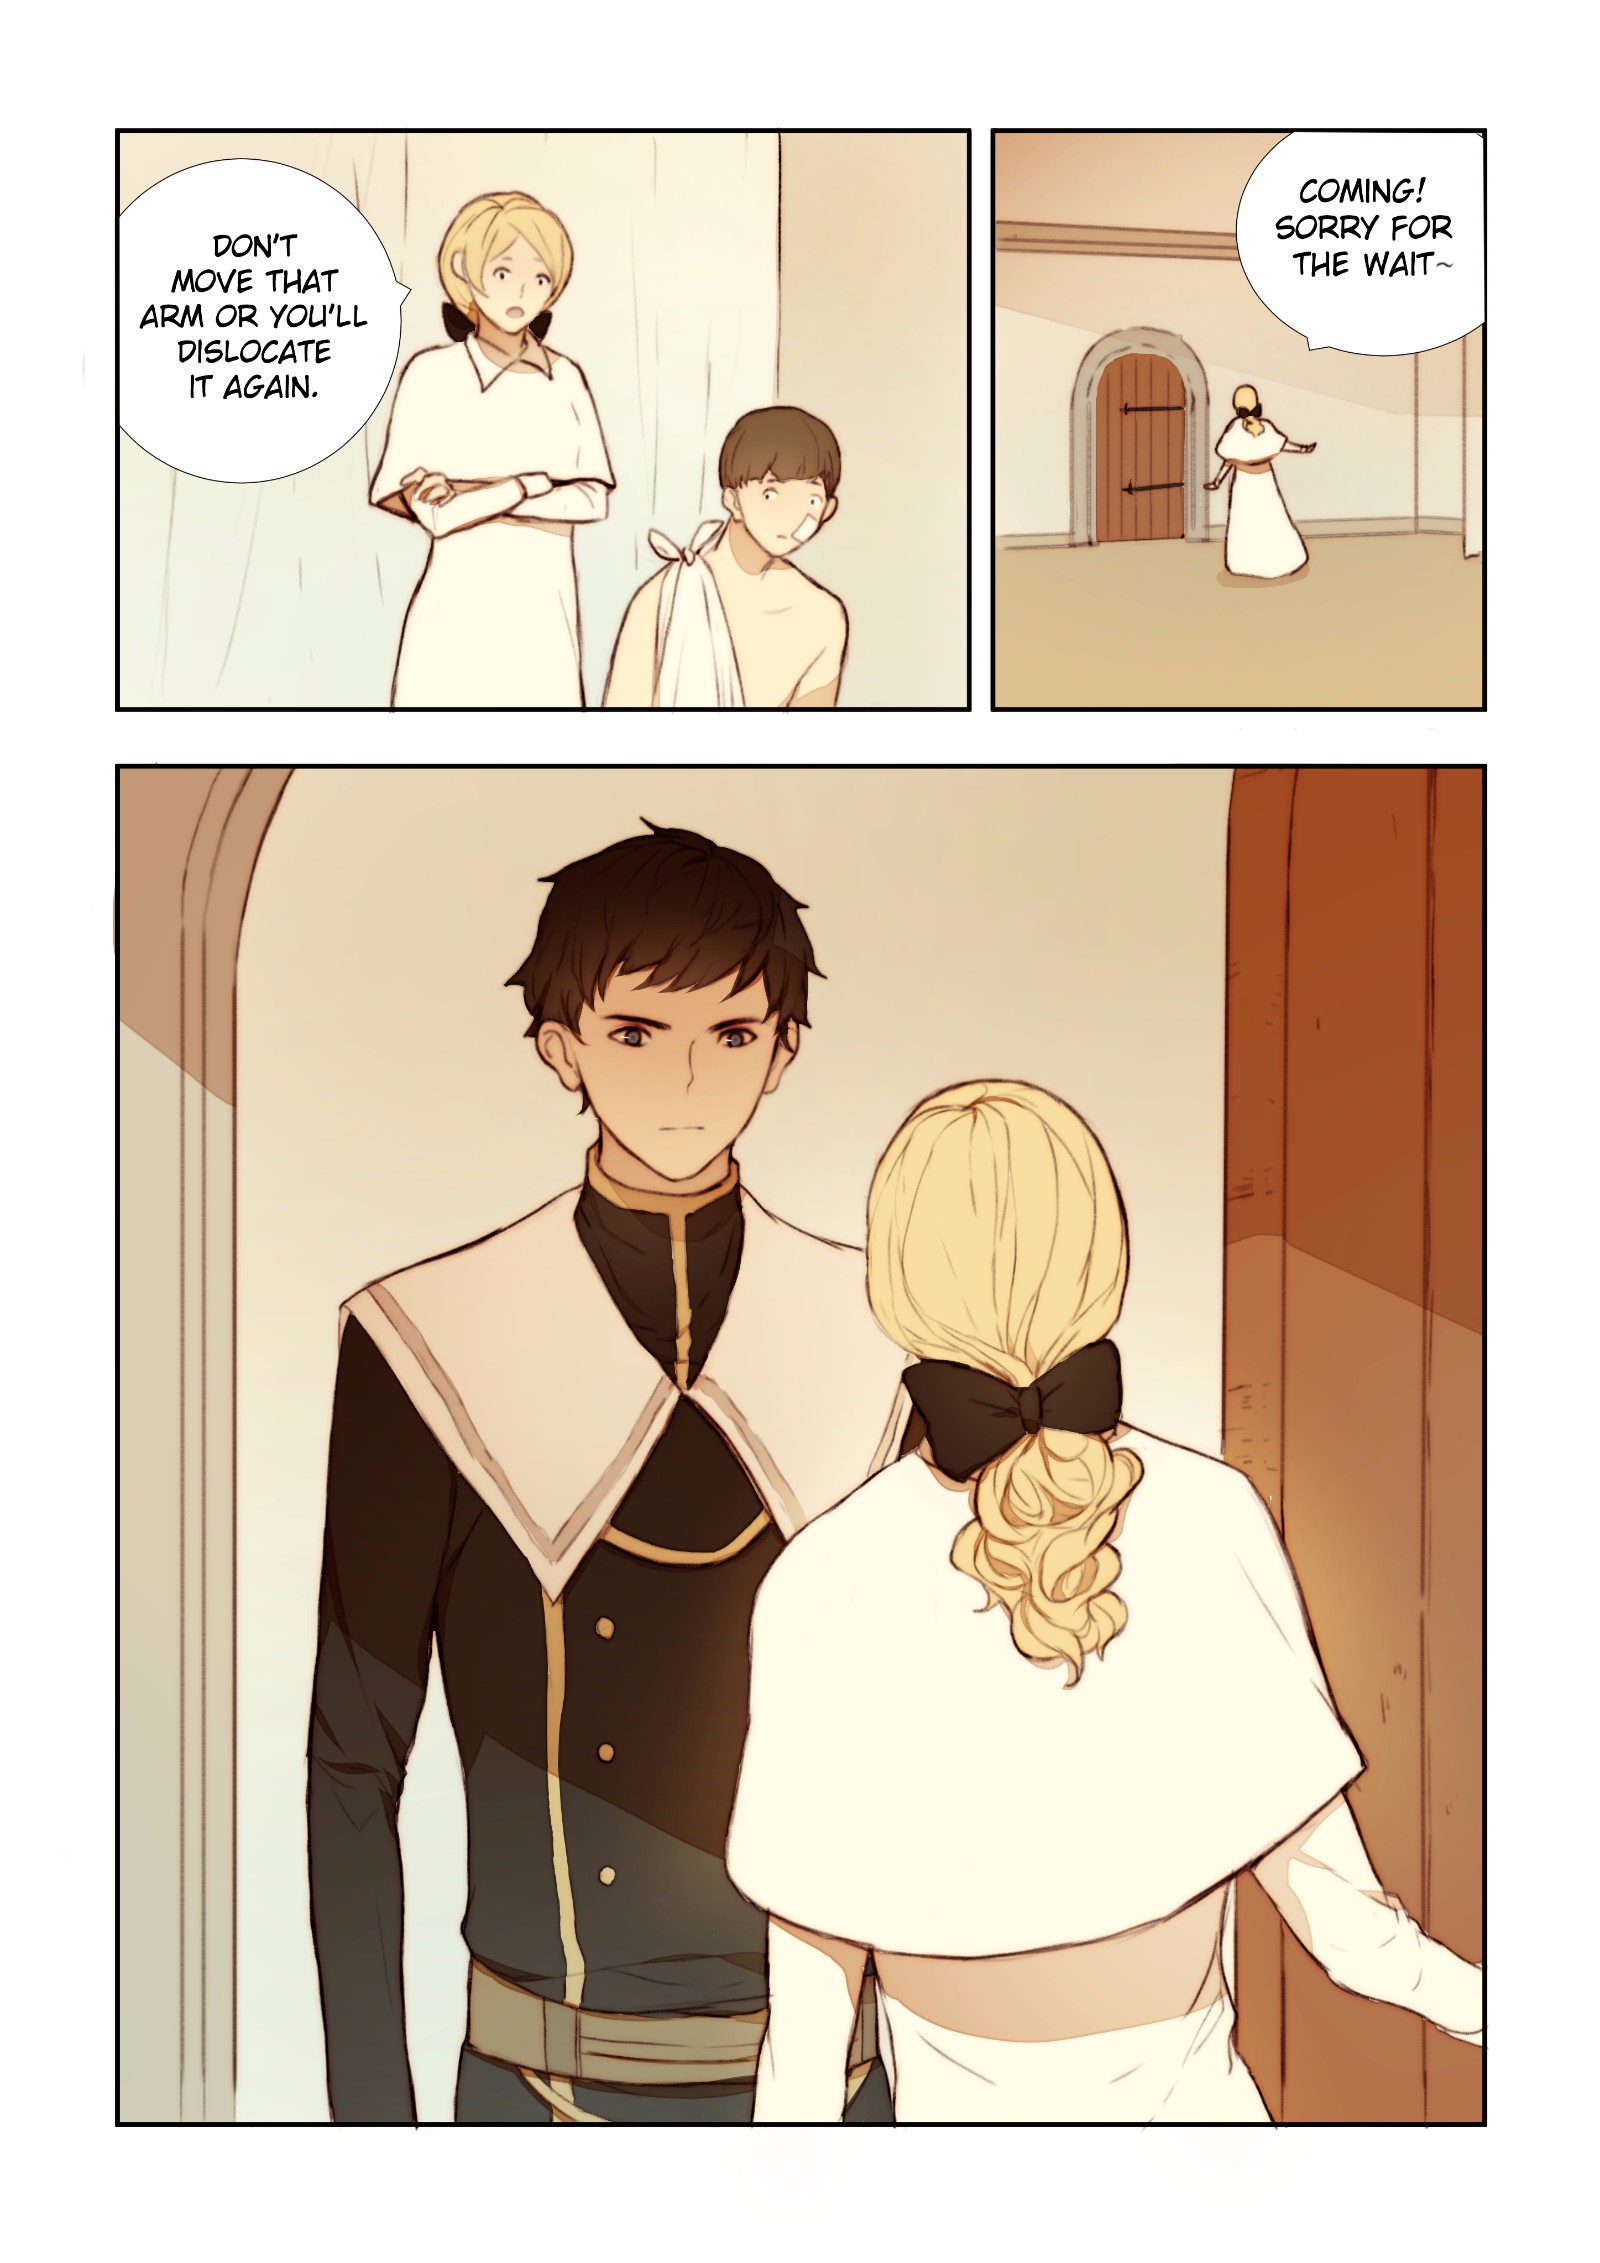 DON'T
MOVE THAT
ARM OR YOU'LL
DISLOCATE
IT AGAIN.
COMING!
SORRY FOR
THE WAIT~